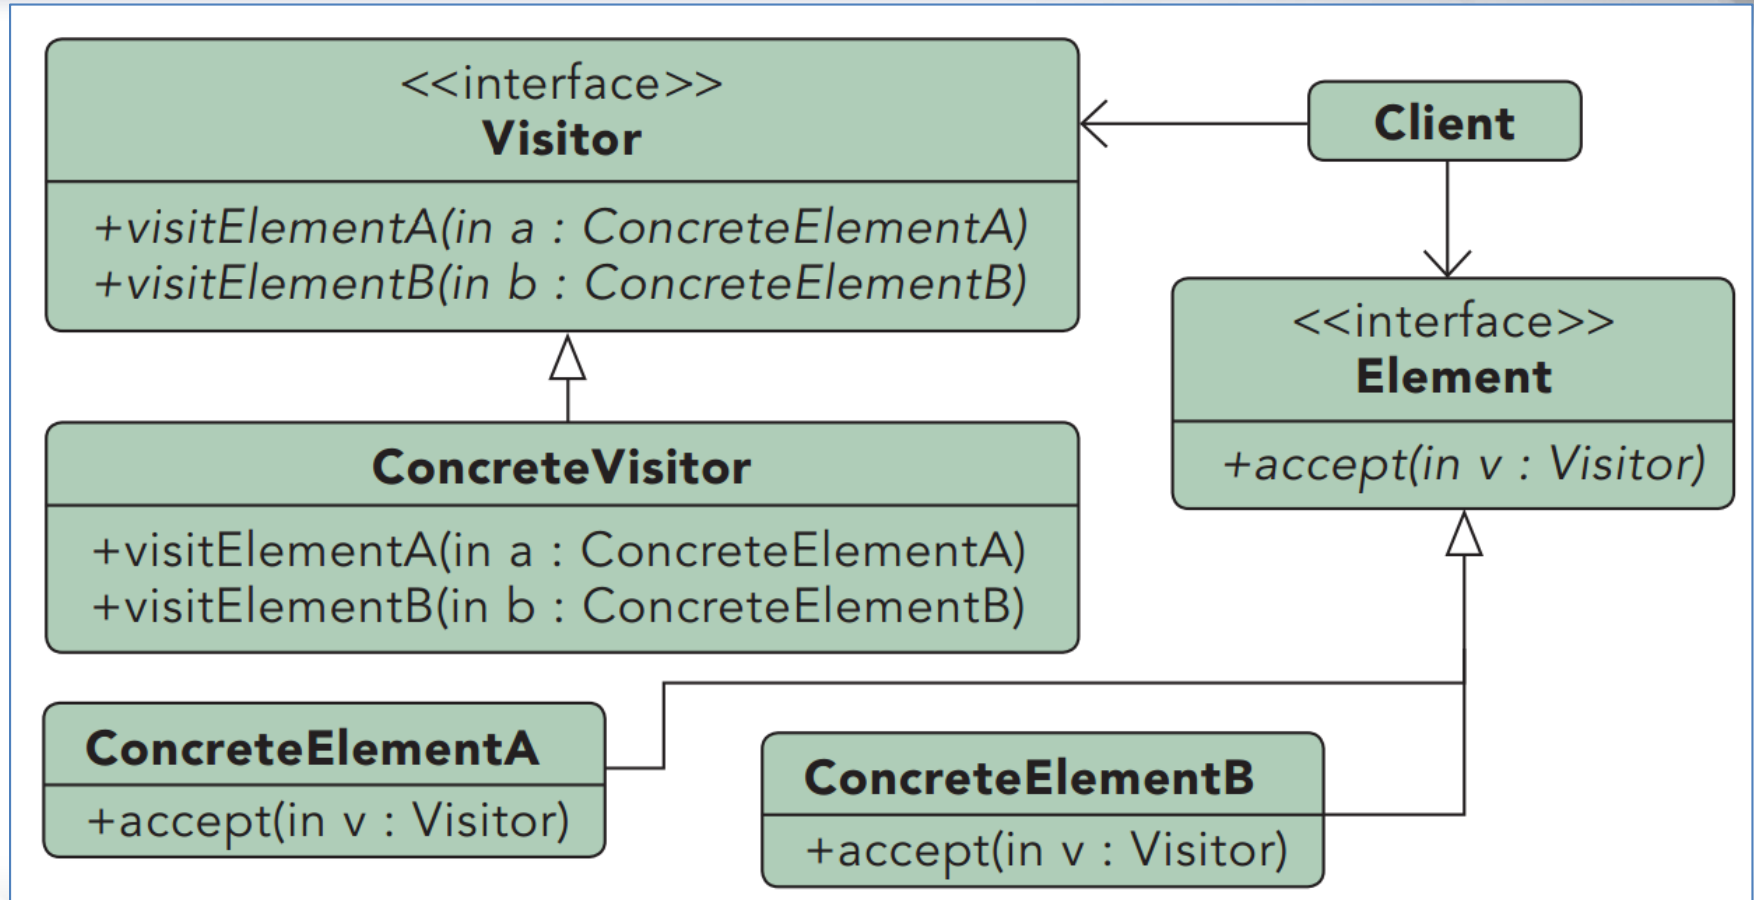 <<interface>>
Visitor
+visitElementA(in a : ConcreteElementA)
+visitElementB(in b : ConcreteElementB)
Client
<<interface>>
Element
+accept(in v : Visitor)
ConcreteVisitor
+visitElementA(in a : ConcreteElementA)
+visitElementB(in b : ConcreteElementB)
ConcreteElementA
+accept(in v : Visitor)
ConcreteElementB
+accept(in v : Visitor)